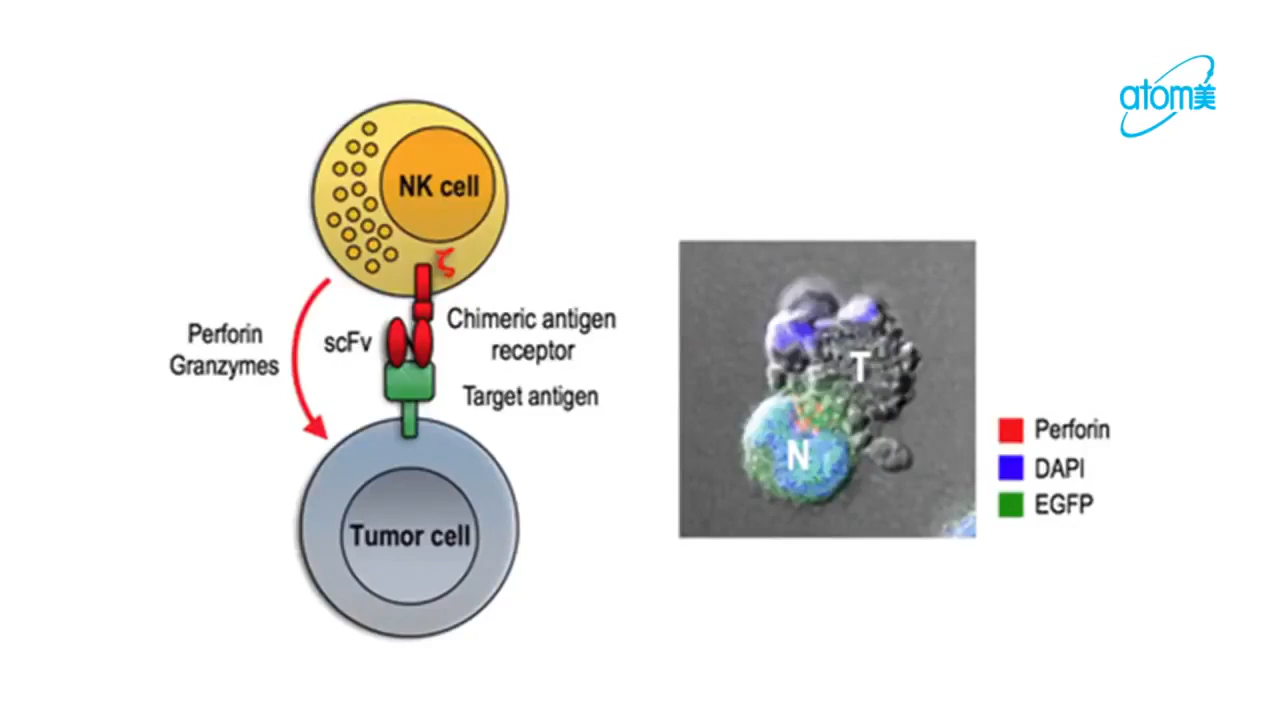 atom美
NK cell
ζ
Perforin
Granzymes
scFv
Chimeric antigen
receptor
Target antigen
Tumor cell
T
N
Perforin
DAPI
EGFP